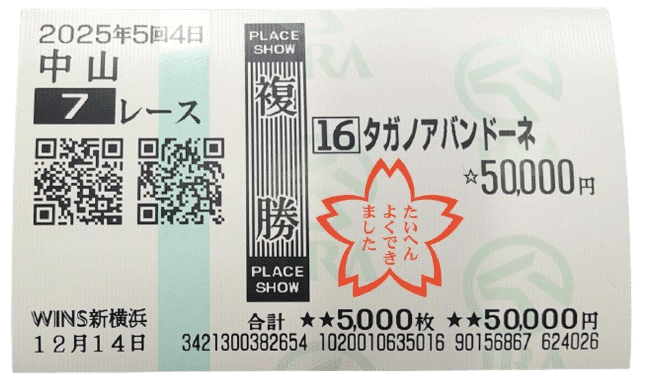 2025年5回4日
中山
7レース
PLACE
SHOW
複勝
PLACE
SHOW
16タガノアバンドーネ
☆50,000円
たいへん
よくでき
ました
WINS新横浜
12月14日
合計 ★★5,000枚 ★★50,000円
3421300382654 1020010635016 90156867 624026
JRA